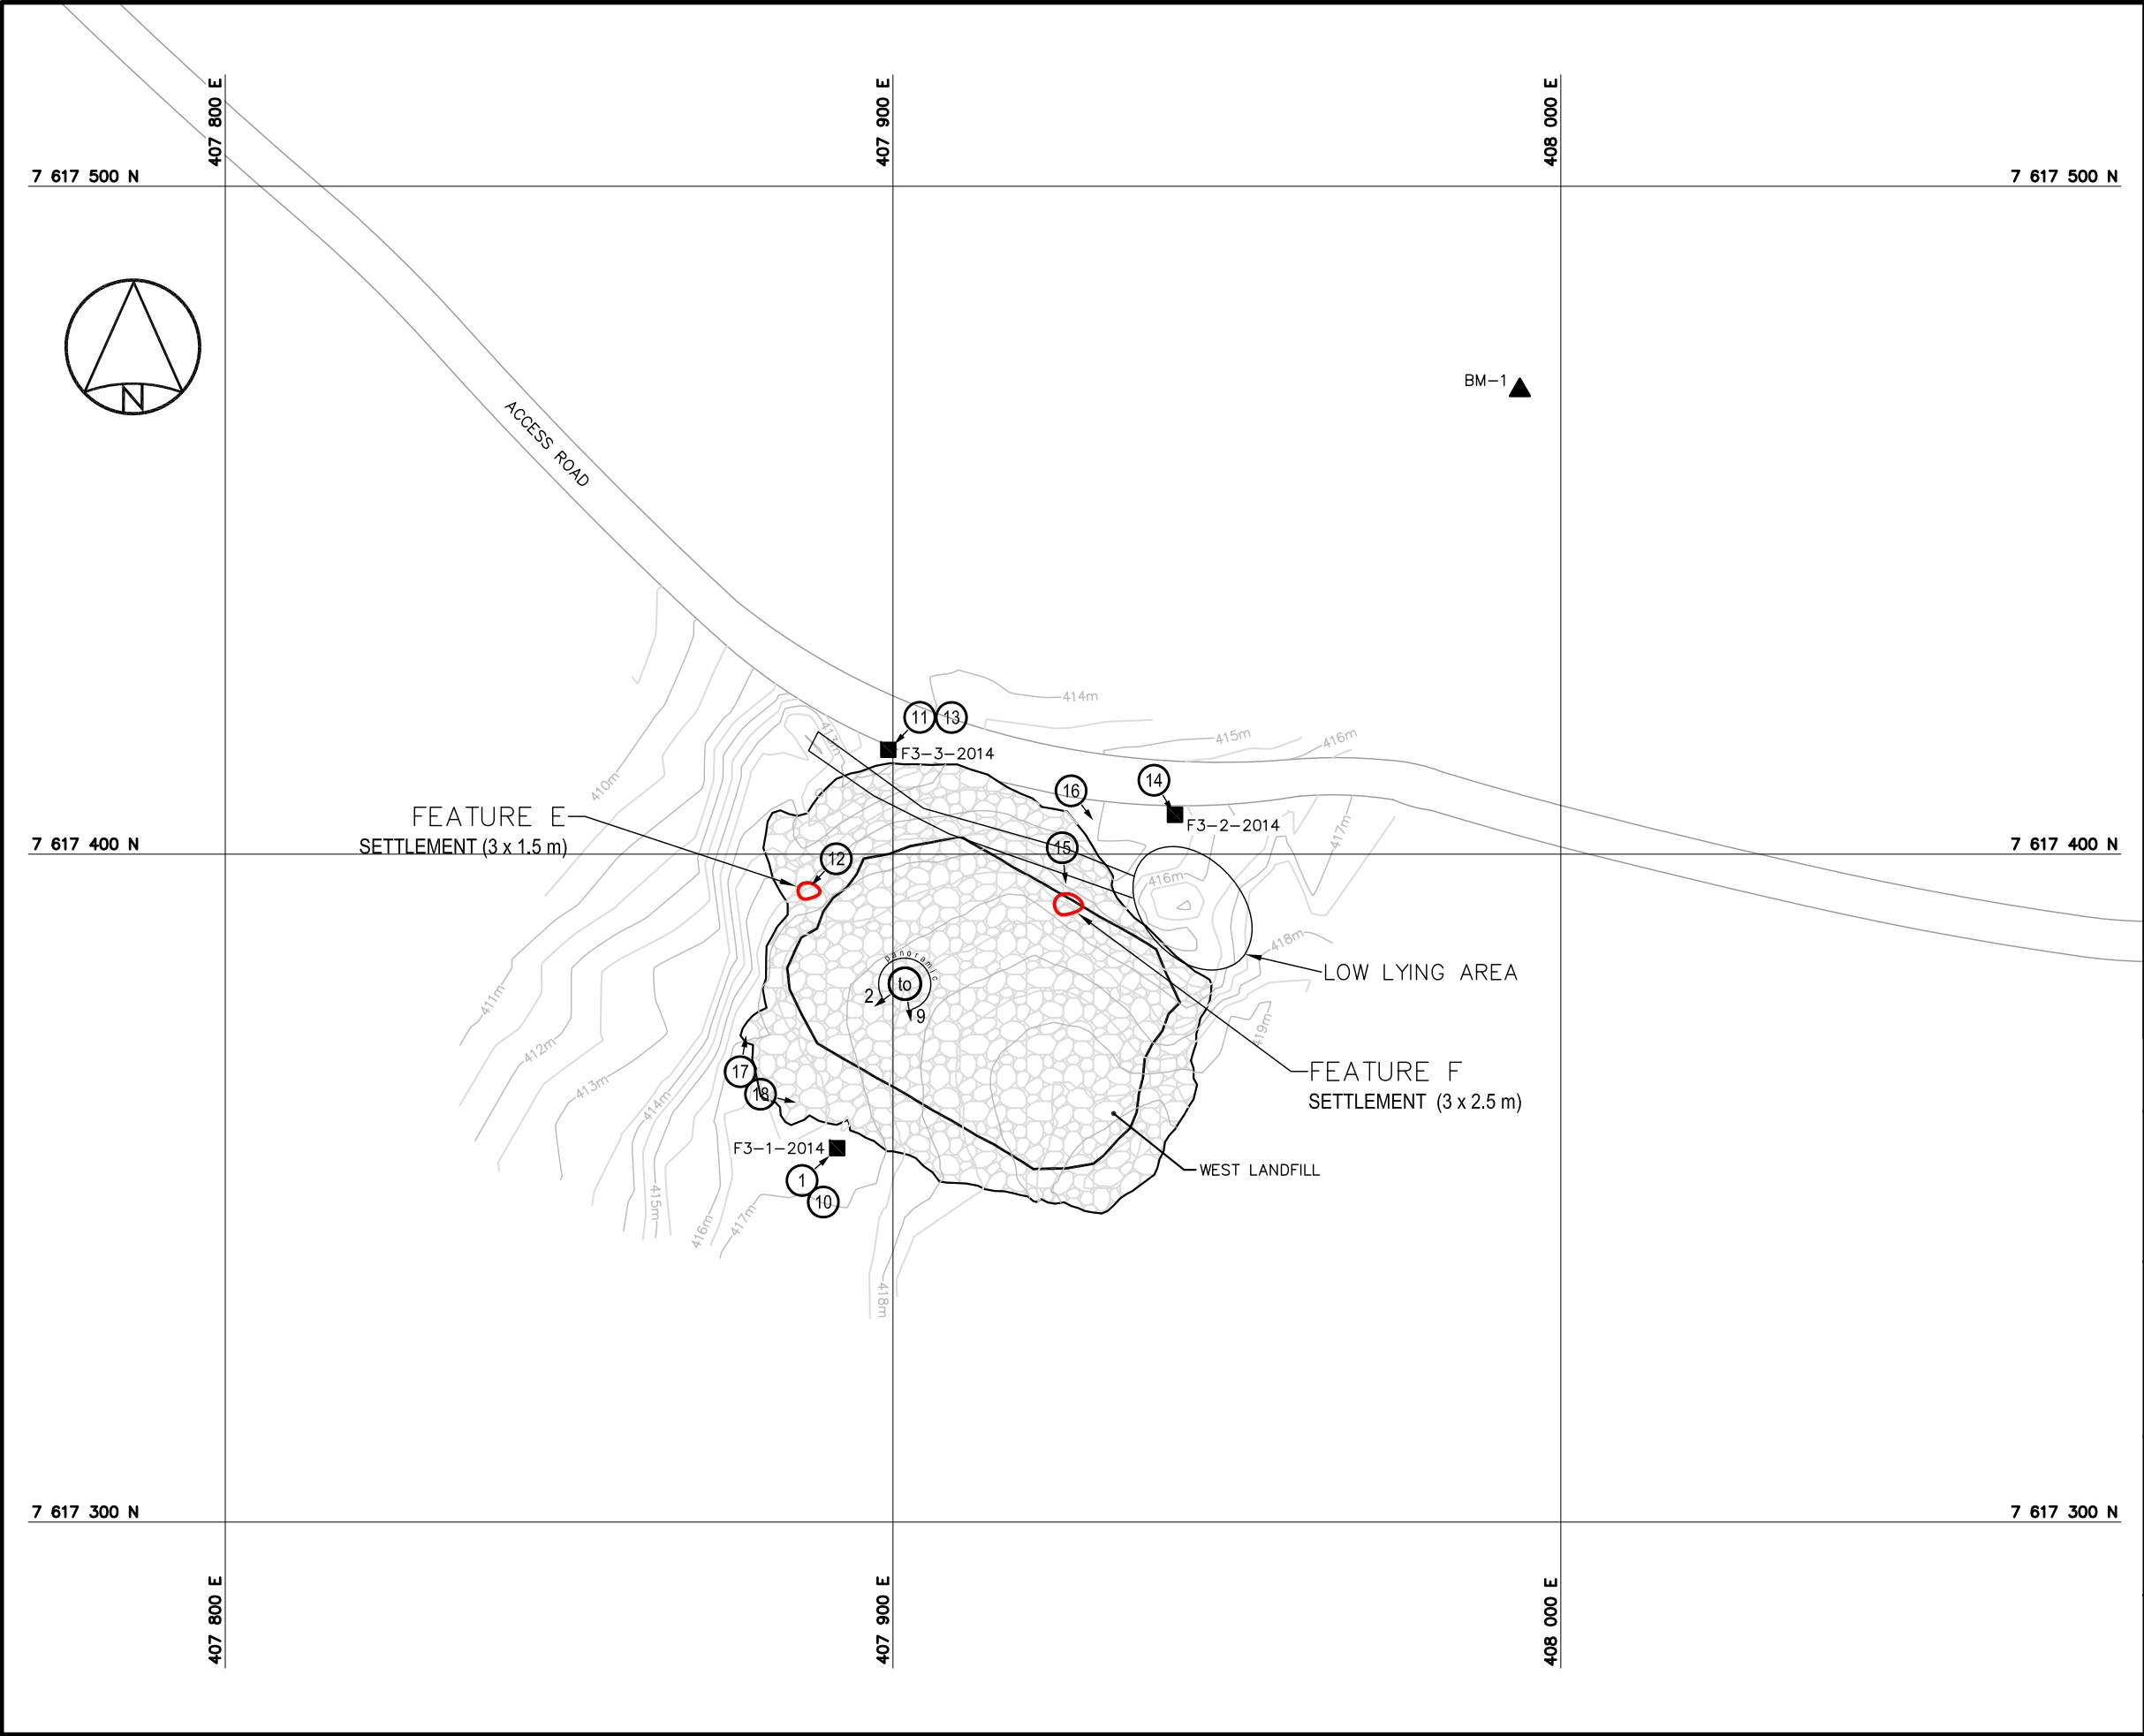 407 800 E
407 900 E
408 000 E
7 617 500 N
7 617 500 N
N
BM-1
ACCESS ROAD
414m
11
13
413m
F3-3-2014
415m
416m
14
16
410m
FEATURE E
SETTLEMENT (3 x 1.5 m)
F3-2-2014
417m
7 617 400 N
7 617 400 N
12
15
416m
418m
panoramic
LOW LYING AREA
to
2
9
411m
419m
412m
17
FEATURE F
SETTLEMENT (3 x 2.5 m)
413m
18
414m
F3-1-2014
WEST LANDFILL
1
10
415m
416m
417m
418m
7 617 300 N
7 617 300 N
407 800 E
407 900 E
408 000 E